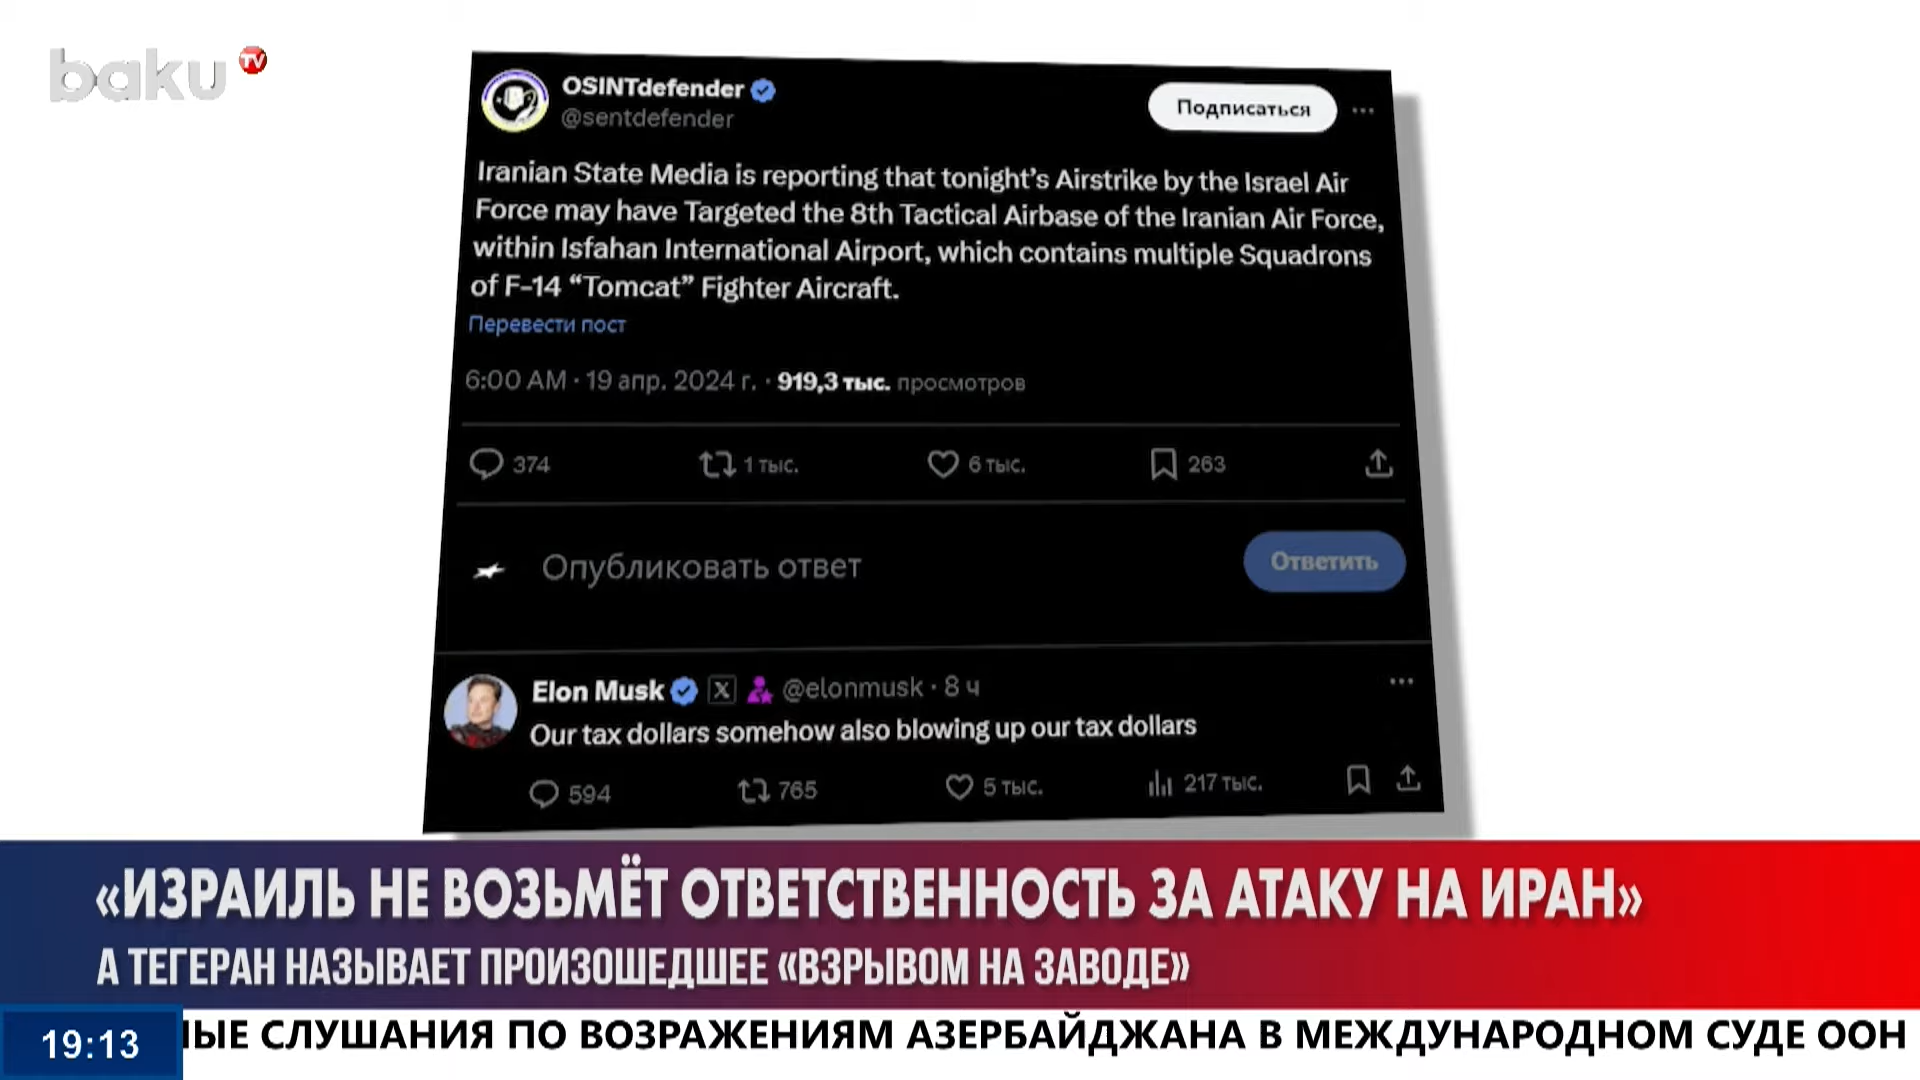 baku TV
OSINTdefender
@sentdefender
Подписаться
Iranian State Media is reporting that tonight’s Airstrike by the Israel Air
Force may have Targeted the 8th Tactical Airbase of the Iranian Air Force,
within Isfahan International Airport, which contains multiple Squadrons
of F-14 “Tomcat” Fighter Aircraft.
Перевести пост
6:00 AM · 19 апр. 2024 г. · 919,3 тыс. просмотров
374 1 тыс. 6 тыс. 263
Опубликовать ответ
Ответить
Elon Musk X @elonmusk · 8 ч
Our tax dollars somehow also blowing up our tax dollars
594 765 5 тыс. 217 тыс.
«ИЗРАИЛЬ НЕ ВОЗЬМЁТ ОТВЕТСТВЕННОСТЬ ЗА АТАКУ НА ИРАН»
А ТЕГЕРАН НАЗЫВАЕТ ПРОИЗОШЕДШЕЕ «ВЗРЫВОМ НА ЗАВОДЕ»
19:13
ЫЕ СЛУШАНИЯ ПО ВОЗРАЖЕНИЯМ АЗЕРБАЙДЖАНА В МЕЖДУНАРОДНОМ СУДЕ ООН